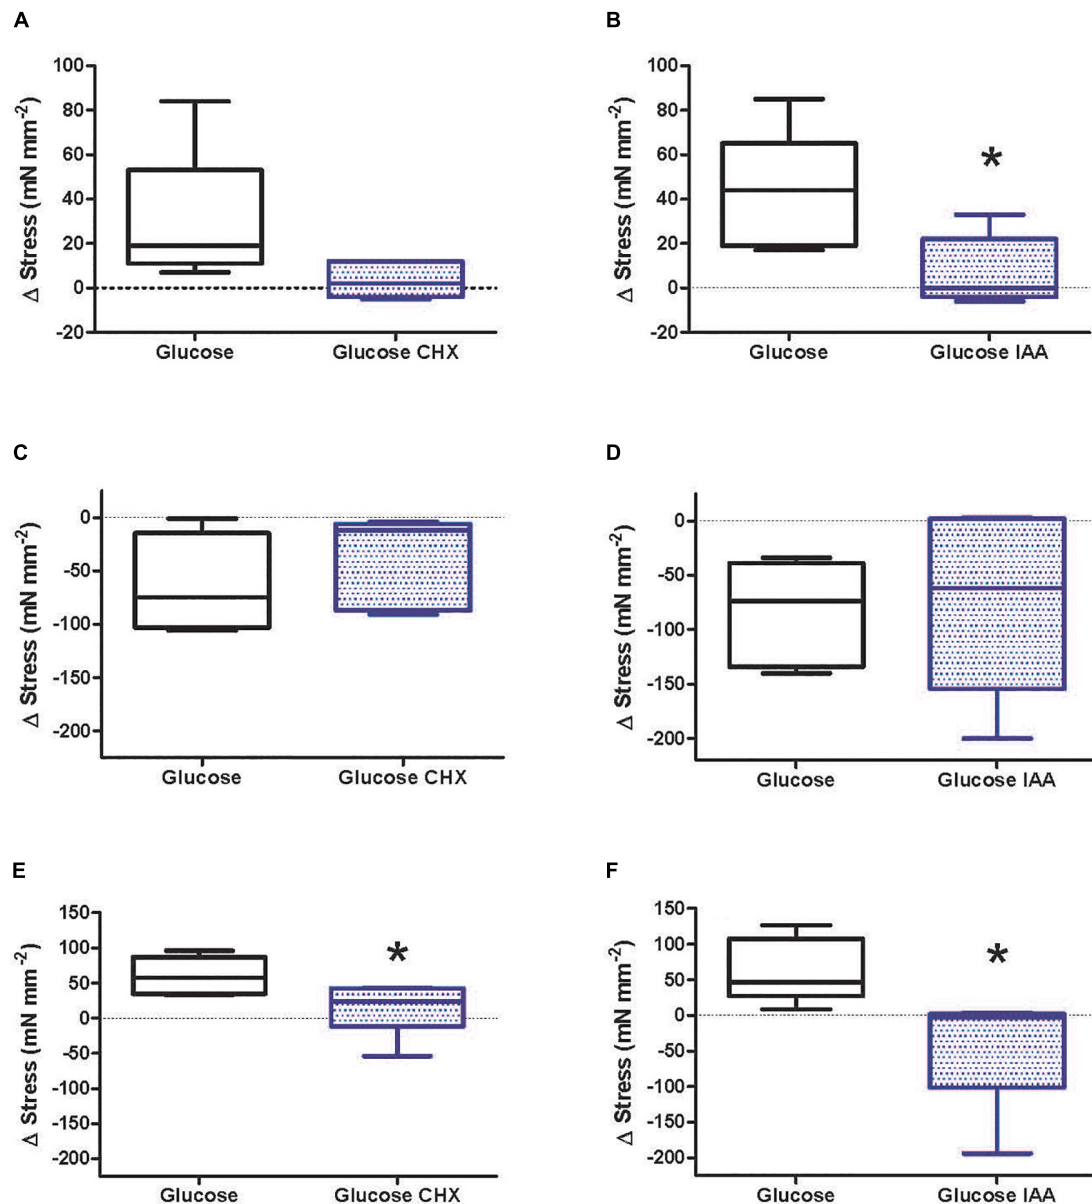 A
Δ Stress (mN mm-2)
100
80
60
40
20
0
-20
Glucose
Glucose CHX
B
Δ Stress (mN mm-2)
100
80
60
40
20
0
-20
*
Glucose
Glucose IAA
C
Δ Stress (mN mm-2)
0
-50
-100
-150
-200
Glucose
Glucose CHX
D
Δ Stress (mN mm-2)
0
-50
-100
-150
-200
Glucose
Glucose IAA
E
Δ Stress (mN mm-2)
150
100
50
0
-50
-100
-150
-200
*
Glucose
Glucose CHX
F
Δ Stress (mN mm-2)
150
100
50
0
-50
-100
-150
-200
*
Glucose
Glucose IAA